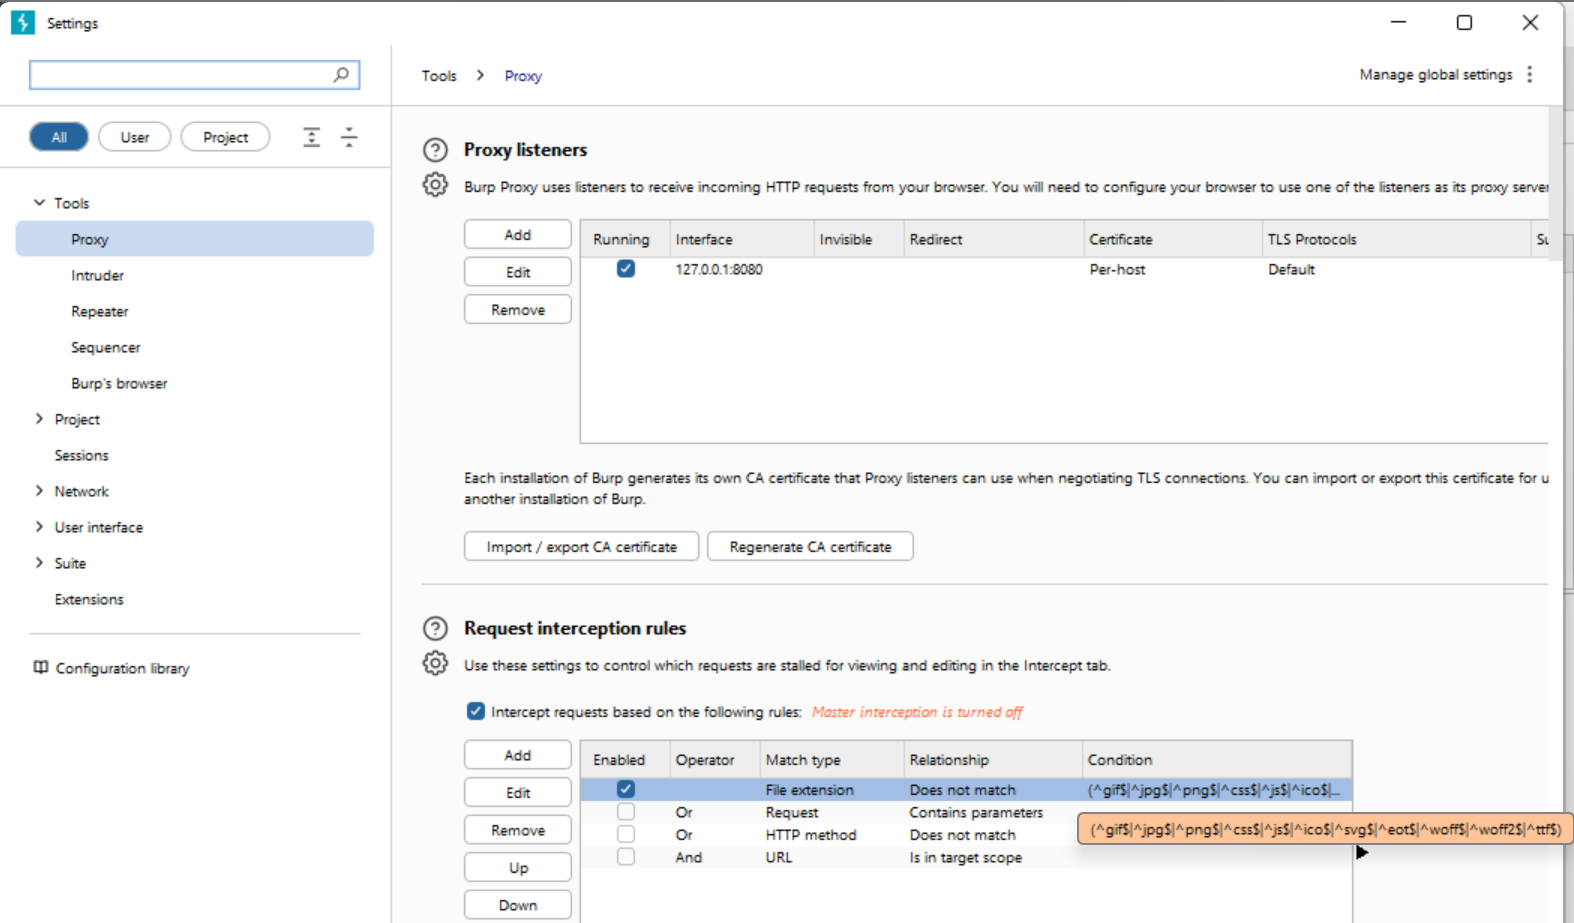 Settings
Tools > Proxy
Manage global settings
All User Project
Tools
Proxy
Intruder
Repeater
Sequencer
Burp's browser
Project
Sessions
Network
User interface
Suite
Extensions
Configuration library
Proxy listeners
Burp Proxy uses listeners to receive incoming HTTP requests from your browser. You will need to configure your browser to use one of the listeners as its proxy server
Add
Edit
Remove
Running Interface Invisible Redirect Certificate TLS Protocols Su
127.0.0.1:8080 Per-host Default
Each installation of Burp generates its own CA certificate that Proxy listeners can use when negotiating TLS connections. You can import or export this certificate for u
another installation of Burp.
Import / export CA certificate Regenerate CA certificate
Request interception rules
Use these settings to control which requests are stalled for viewing and editing in the Intercept tab.
Intercept requests based on the following rules: Master interception is turned off
Add
Edit
Remove
Up
Down
Enabled Operator Match type Relationship Condition
File extension Does not match (^gif$|^jpg$|^png$|^css$|^js$|^ico$|...
Or Request Contains parameters
Or HTTP method Does not match
And URL Is in target scope
(^gif$|^jpg$|^png$|^css$|^js$|^ico$|^svg$|^eot$|^woff$|^woff2$|^ttf$)